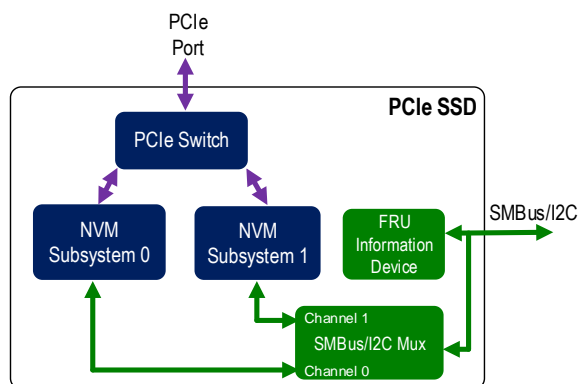 PCIe
Port
PCIe SSD
PCIe Switch
NVM
Subsystem 0
NVM
Subsystem 1
FRU
Information
Device
SMBus/I2C
Channel 1
SMBus/I2C Mux
Channel 0